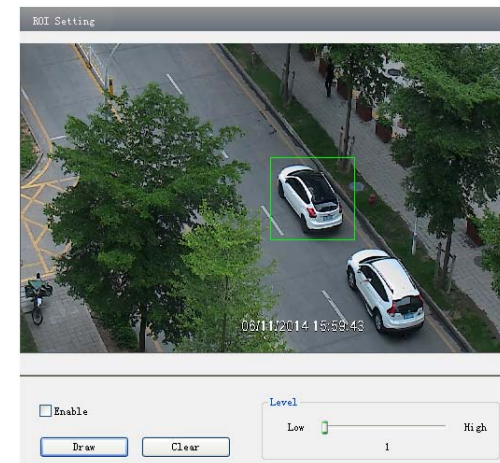 ROI Setting
06/11/2014 15:59:43
Enable
Draw
Clear
Level
Low
High
1